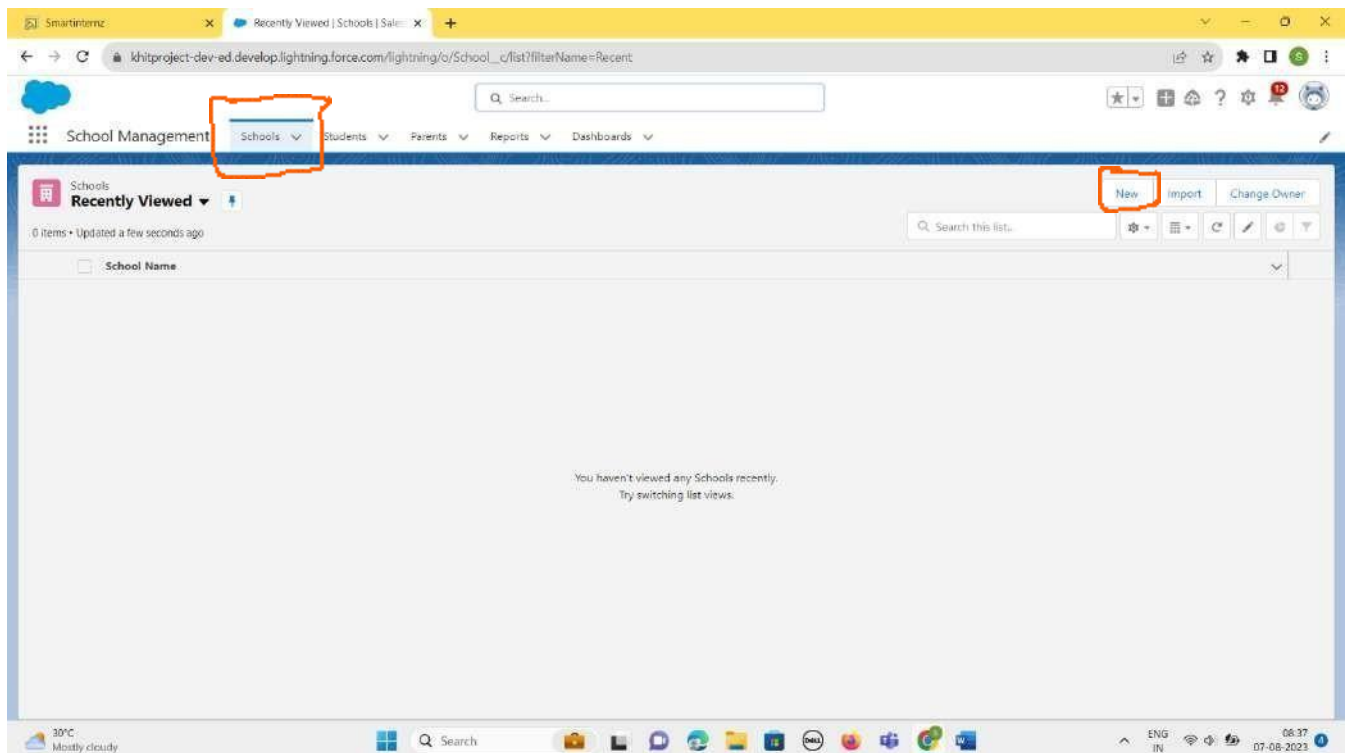 Smartinternz
Recently Viewed | Schools | Sale
khitproject-dev-ed.develop.lightning.force.com/lightning/o/School__c/list?filterName=Recent
S
Search...
12
School Management Schools Students Parents Reports Dashboards
Schools
Recently Viewed
New Import Change Owner
0 items • Updated a few seconds ago
Search this list...
School Name
You haven't viewed any Schools recently.
Try switching list views.
30°C
Mostly cloudy
Search
DELL
ENG
IN
08:37
07-08-2023
4